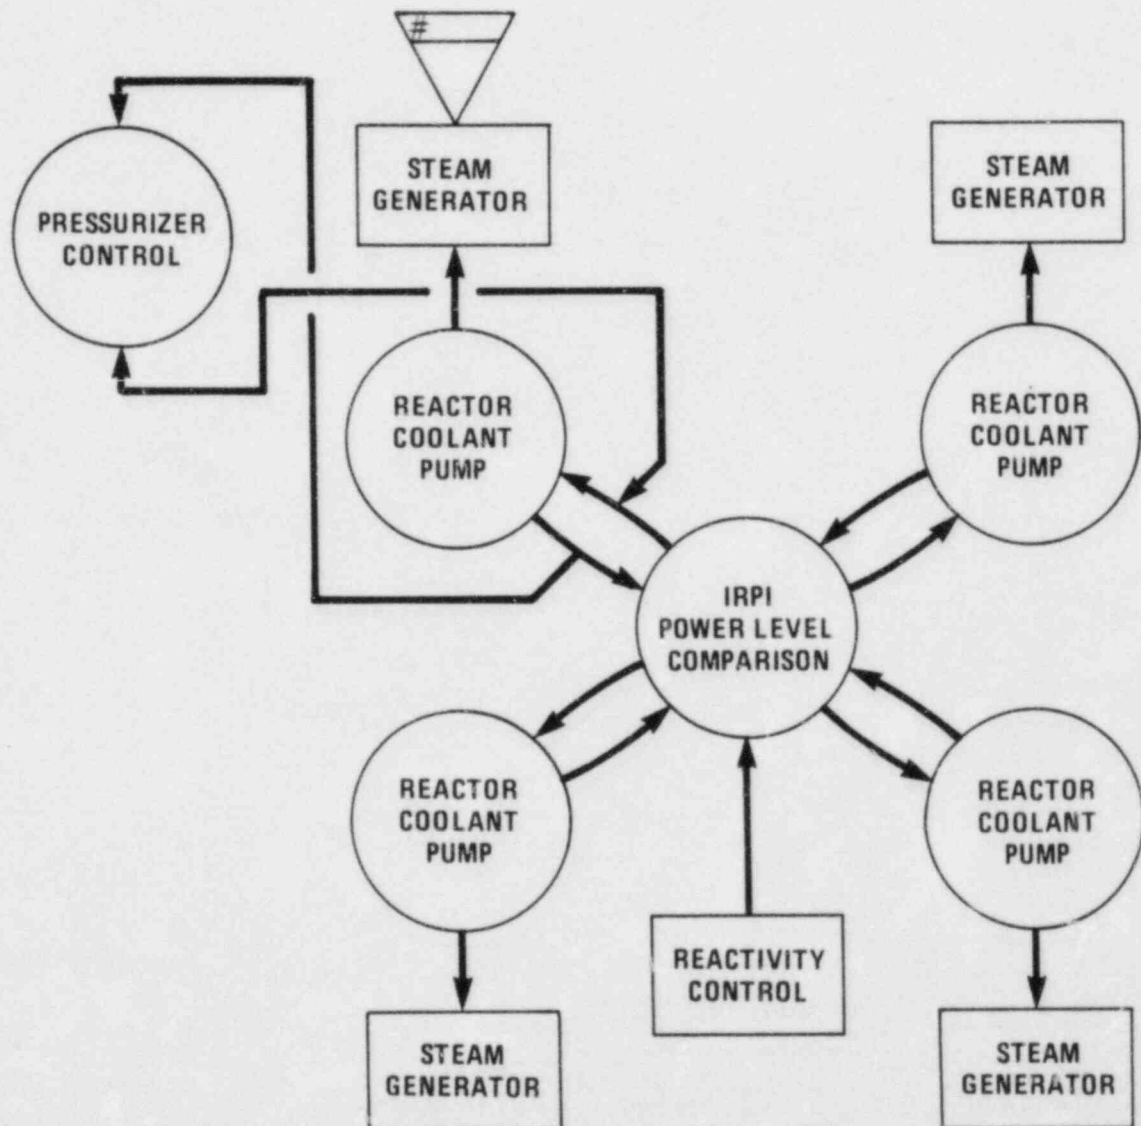 #
STEAM
GENERATOR
STEAM
GENERATOR
PRESSURIZER
CONTROL
REACTOR
COOLANT
PUMP
REACTOR
COOLANT
PUMP
IRPI
POWER LEVEL
COMPARISON
REACTOR
COOLANT
PUMP
REACTOR
COOLANT
PUMP
REACTIVITY
CONTROL
STEAM
GENERATOR
STEAM
GENERATOR